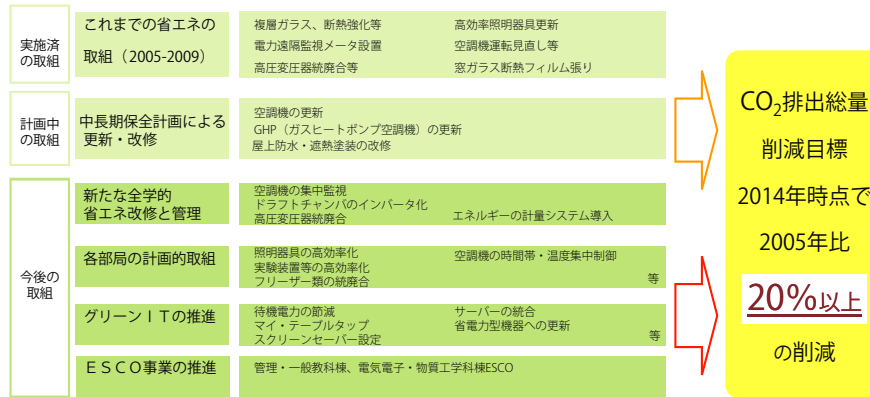 実施済
の取組
これまでの省エネの
取組（2005-2009）
複層ガラス、断熱強化等
電力遠隔監視メータ設置
高圧変圧器統廃合等
高効率照明器具更新
空調機運転見直し等
窓ガラス断熱フィルム張り
計画中
の取組
中長期保全計画による
更新・改修
空調機の更新
GHP（ガスヒートポンプ空調機）の更新
屋上防水・遮熱塗装の改修
今後の
取組
新たな全学的
省エネ改修と管理
空調機の集中監視
ドラフトチャンバのインバータ化
高圧変圧器統廃合
エネルギーの計量システム導入
各部局の計画的取組
照明器具の高効率化
実験装置等の高効率化
フリーザー類の統廃合
空調機の時間帯・温度集中制御
等
グリーンＩＴの推進
待機電力の節減
マイ・テーブルタップ
スクリーンセーバー設定
サーバーの統合
省電力型機器への更新
等
ＥＳＣＯ事業の推進
管理・一般教科棟、電気電子・物質工学科棟ESCO
CO₂排出総量
削減目標
2014年時点で
2005年比
20%以上
の削減